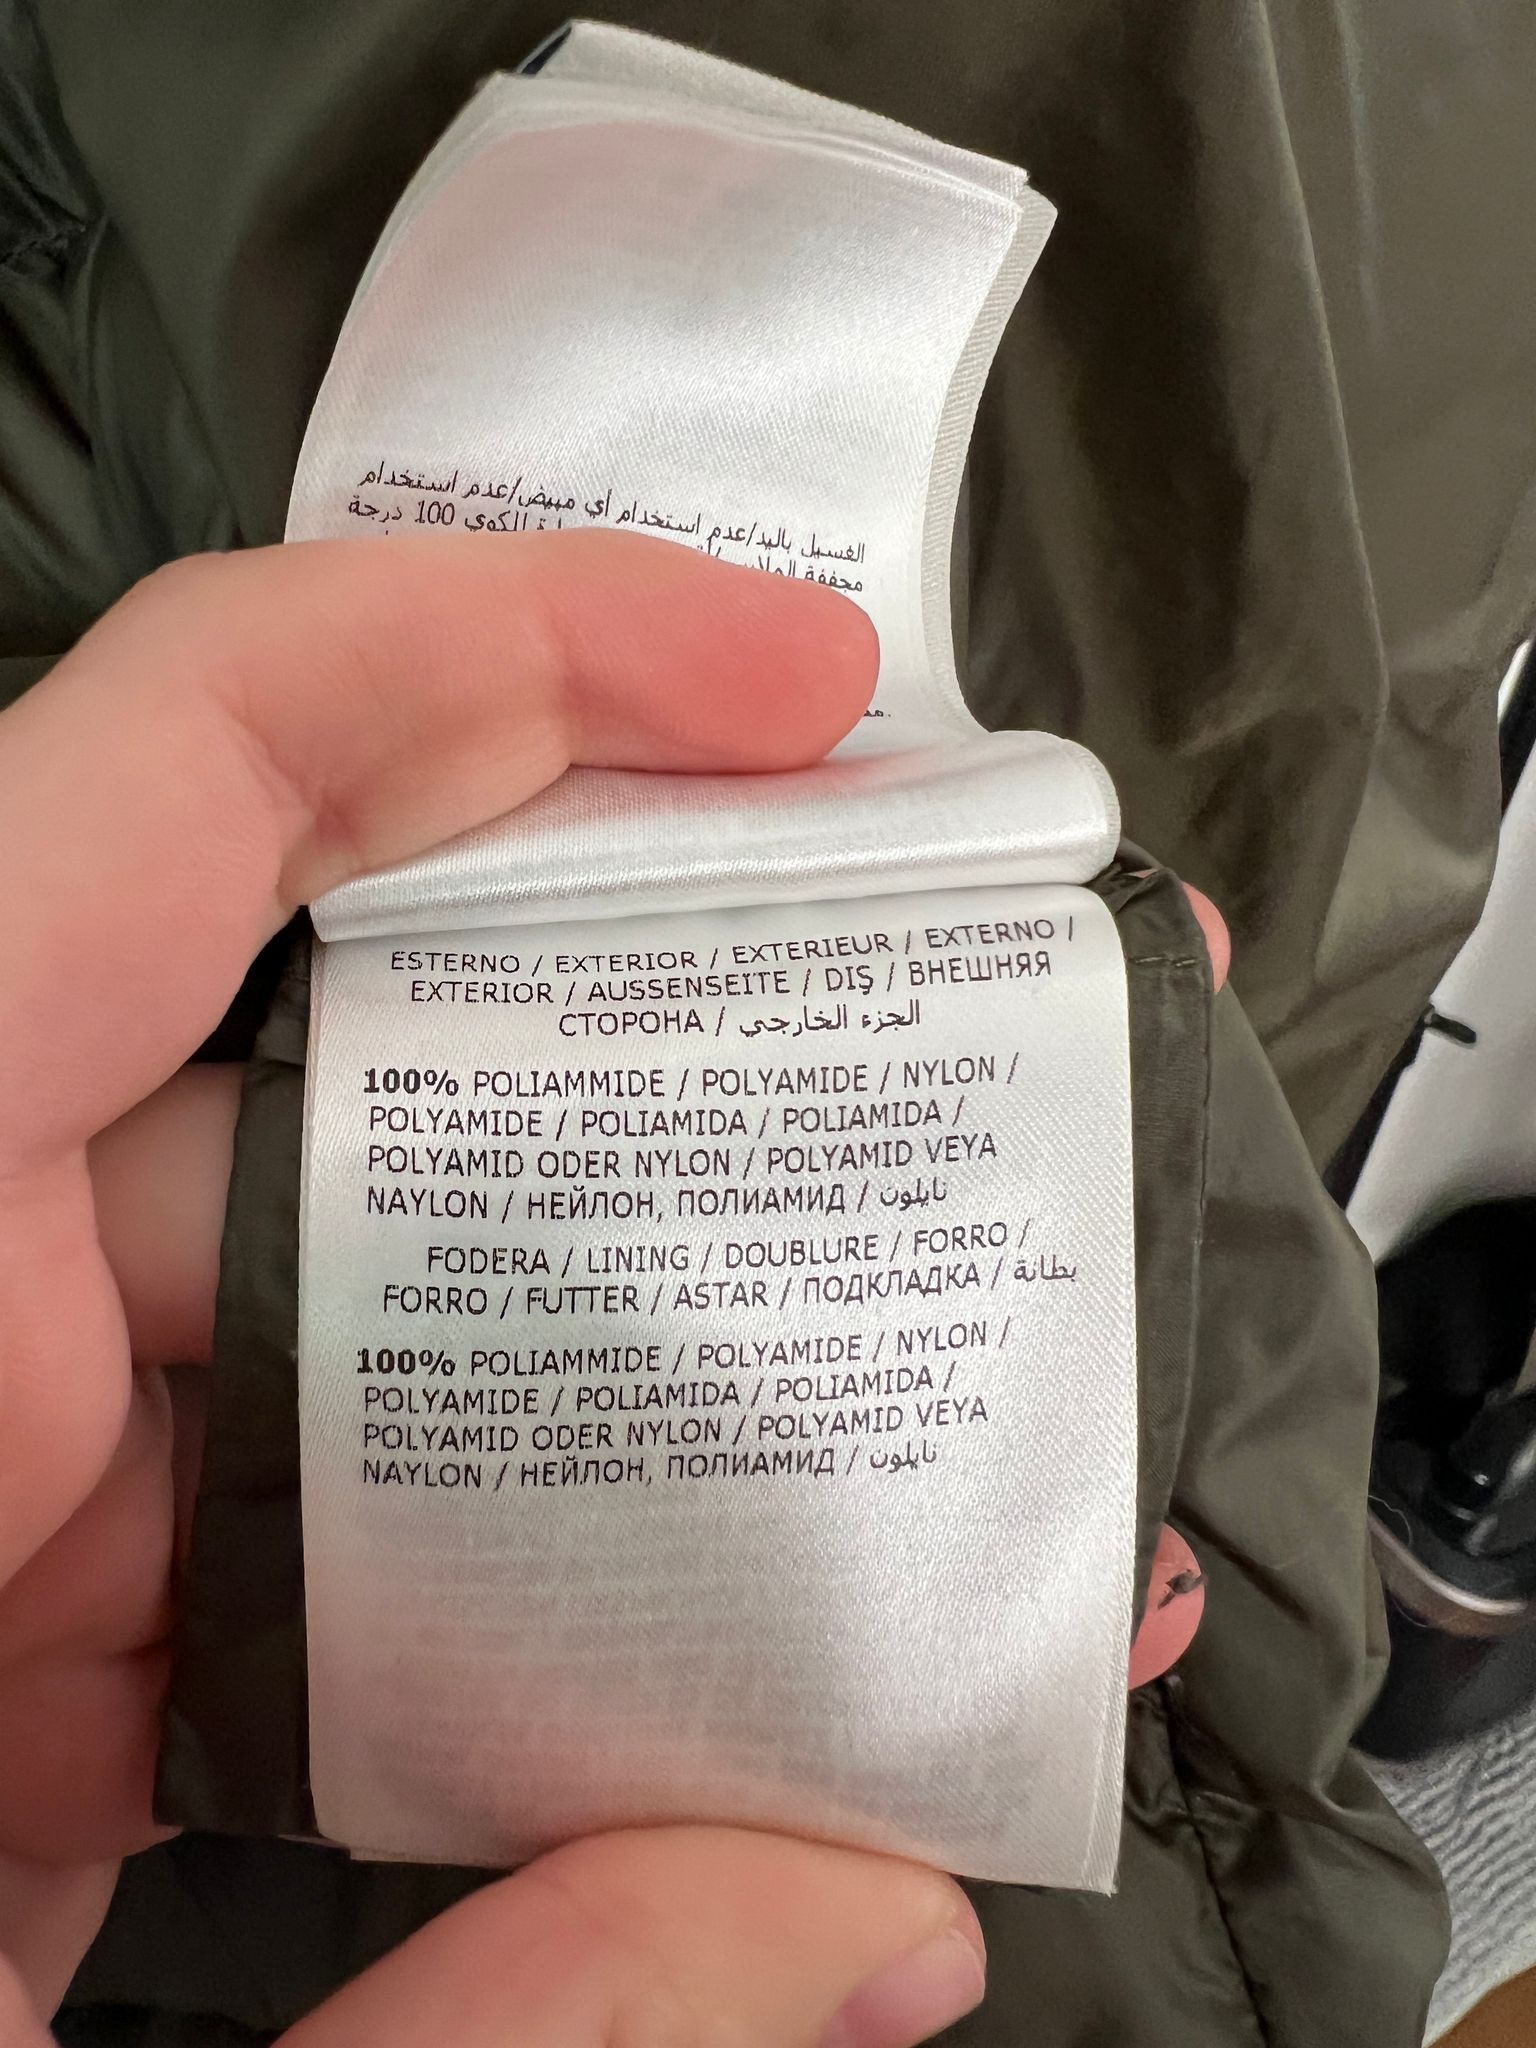 الغسيل باليد/عدم استخدام أي مبيض/عدم استخدام
مجففة الكوي 100 درجة
ESTERNO / EXTERIOR / EXTERIEUR / EXTERNO /
EXTERIOR / AUSSENSEITE / DIŞ / ВНЕШНЯЯ
СТОРОНА / الجزء الخارجي
100% POLIAMMIDE / POLYAMIDE / NYLON /
POLYAMIDE / POLIAMIDA / POLIAMIDA /
POLYAMID ODER NYLON / POLYAMID VEYA
NAYLON / НЕЙЛОН, ПОЛИАМИД / نايلون
FODERA / LINING / DOUBLURE / FORRO /
FORRO / FUTTER / ASTAR / ПОДКЛАДКА / بطانة
100% POLIAMMIDE / POLYAMIDE / NYLON /
POLYAMIDE / POLIAMIDA / POLIAMIDA /
POLYAMID ODER NYLON / POLYAMID VEYA
NAYLON / НЕЙЛОН, ПОЛИАМИД / نايلون